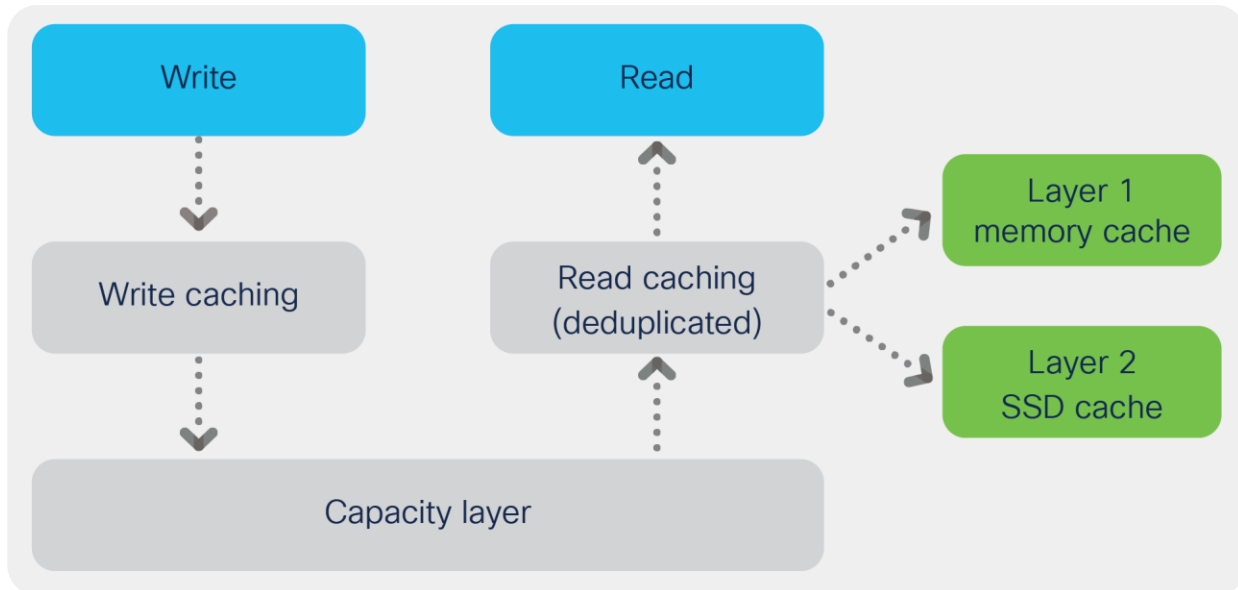 Write
Read
Layer 1
memory cache
Write caching
Read caching
(deduplicated)
Layer 2
SSD cache
Capacity layer